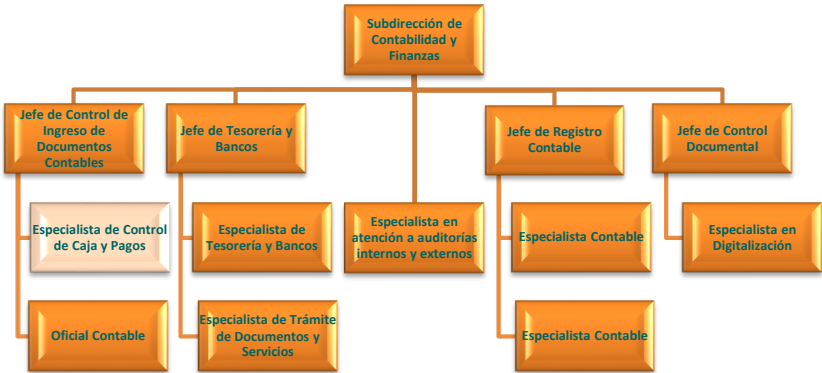 Subdirección de
Contabilidad y
Finanzas
Jefe de Control de
Ingreso de
Documentos
Contables
Jefe de Tesorería y
Bancos
Jefe de Registro
Contable
Jefe de Control
Documental
Especialista de Control
de Caja y Pagos
Especialista de
Tesorería y Bancos
Especialista en
atención a auditorías
internos y externos
Especialista Contable
Especialista en
Digitalización
Oficial Contable
Especialista de Trámite
de Documentos y
Servicios
Especialista Contable